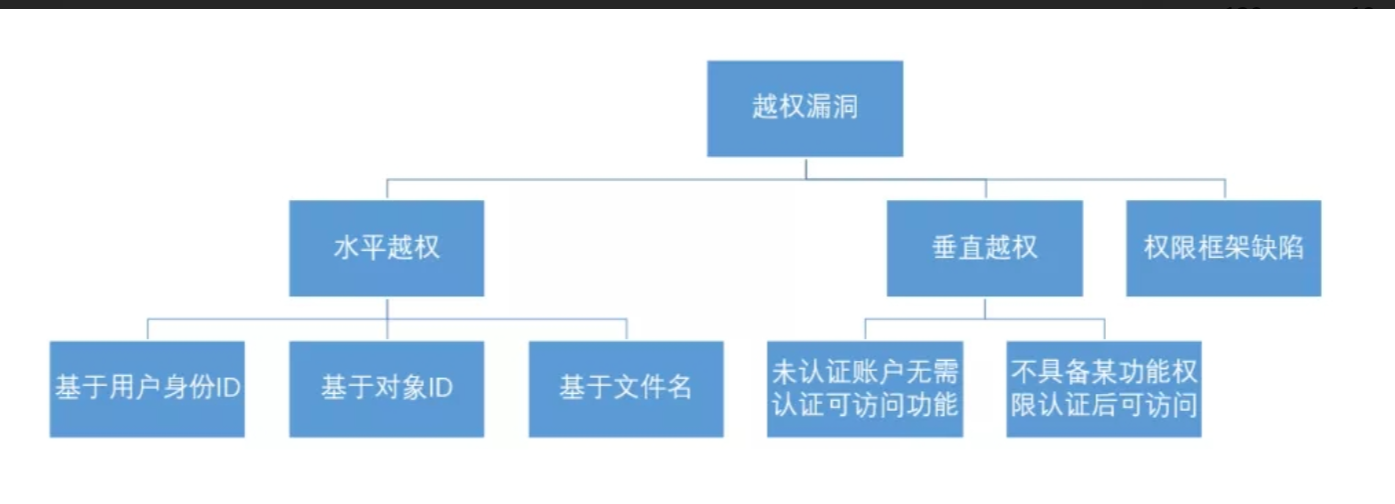 越权漏洞
水平越权
垂直越权
权限框架缺陷
基于用户身份ID
基于对象ID
基于文件名
未认证账户无需
认证可访问功能
不具备某功能权
限认证后可访问